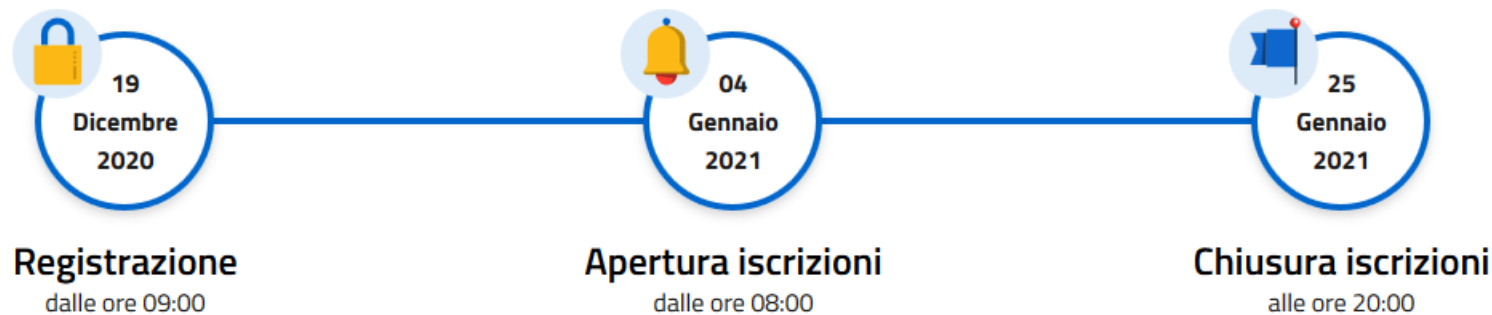 19
Dicembre
2020
04
Gennaio
2021
25
Gennaio
2021
Registrazione
dalle ore 09:00
Apertura iscrizioni
dalle ore 08:00
Chiusura iscrizioni
alle ore 20:00